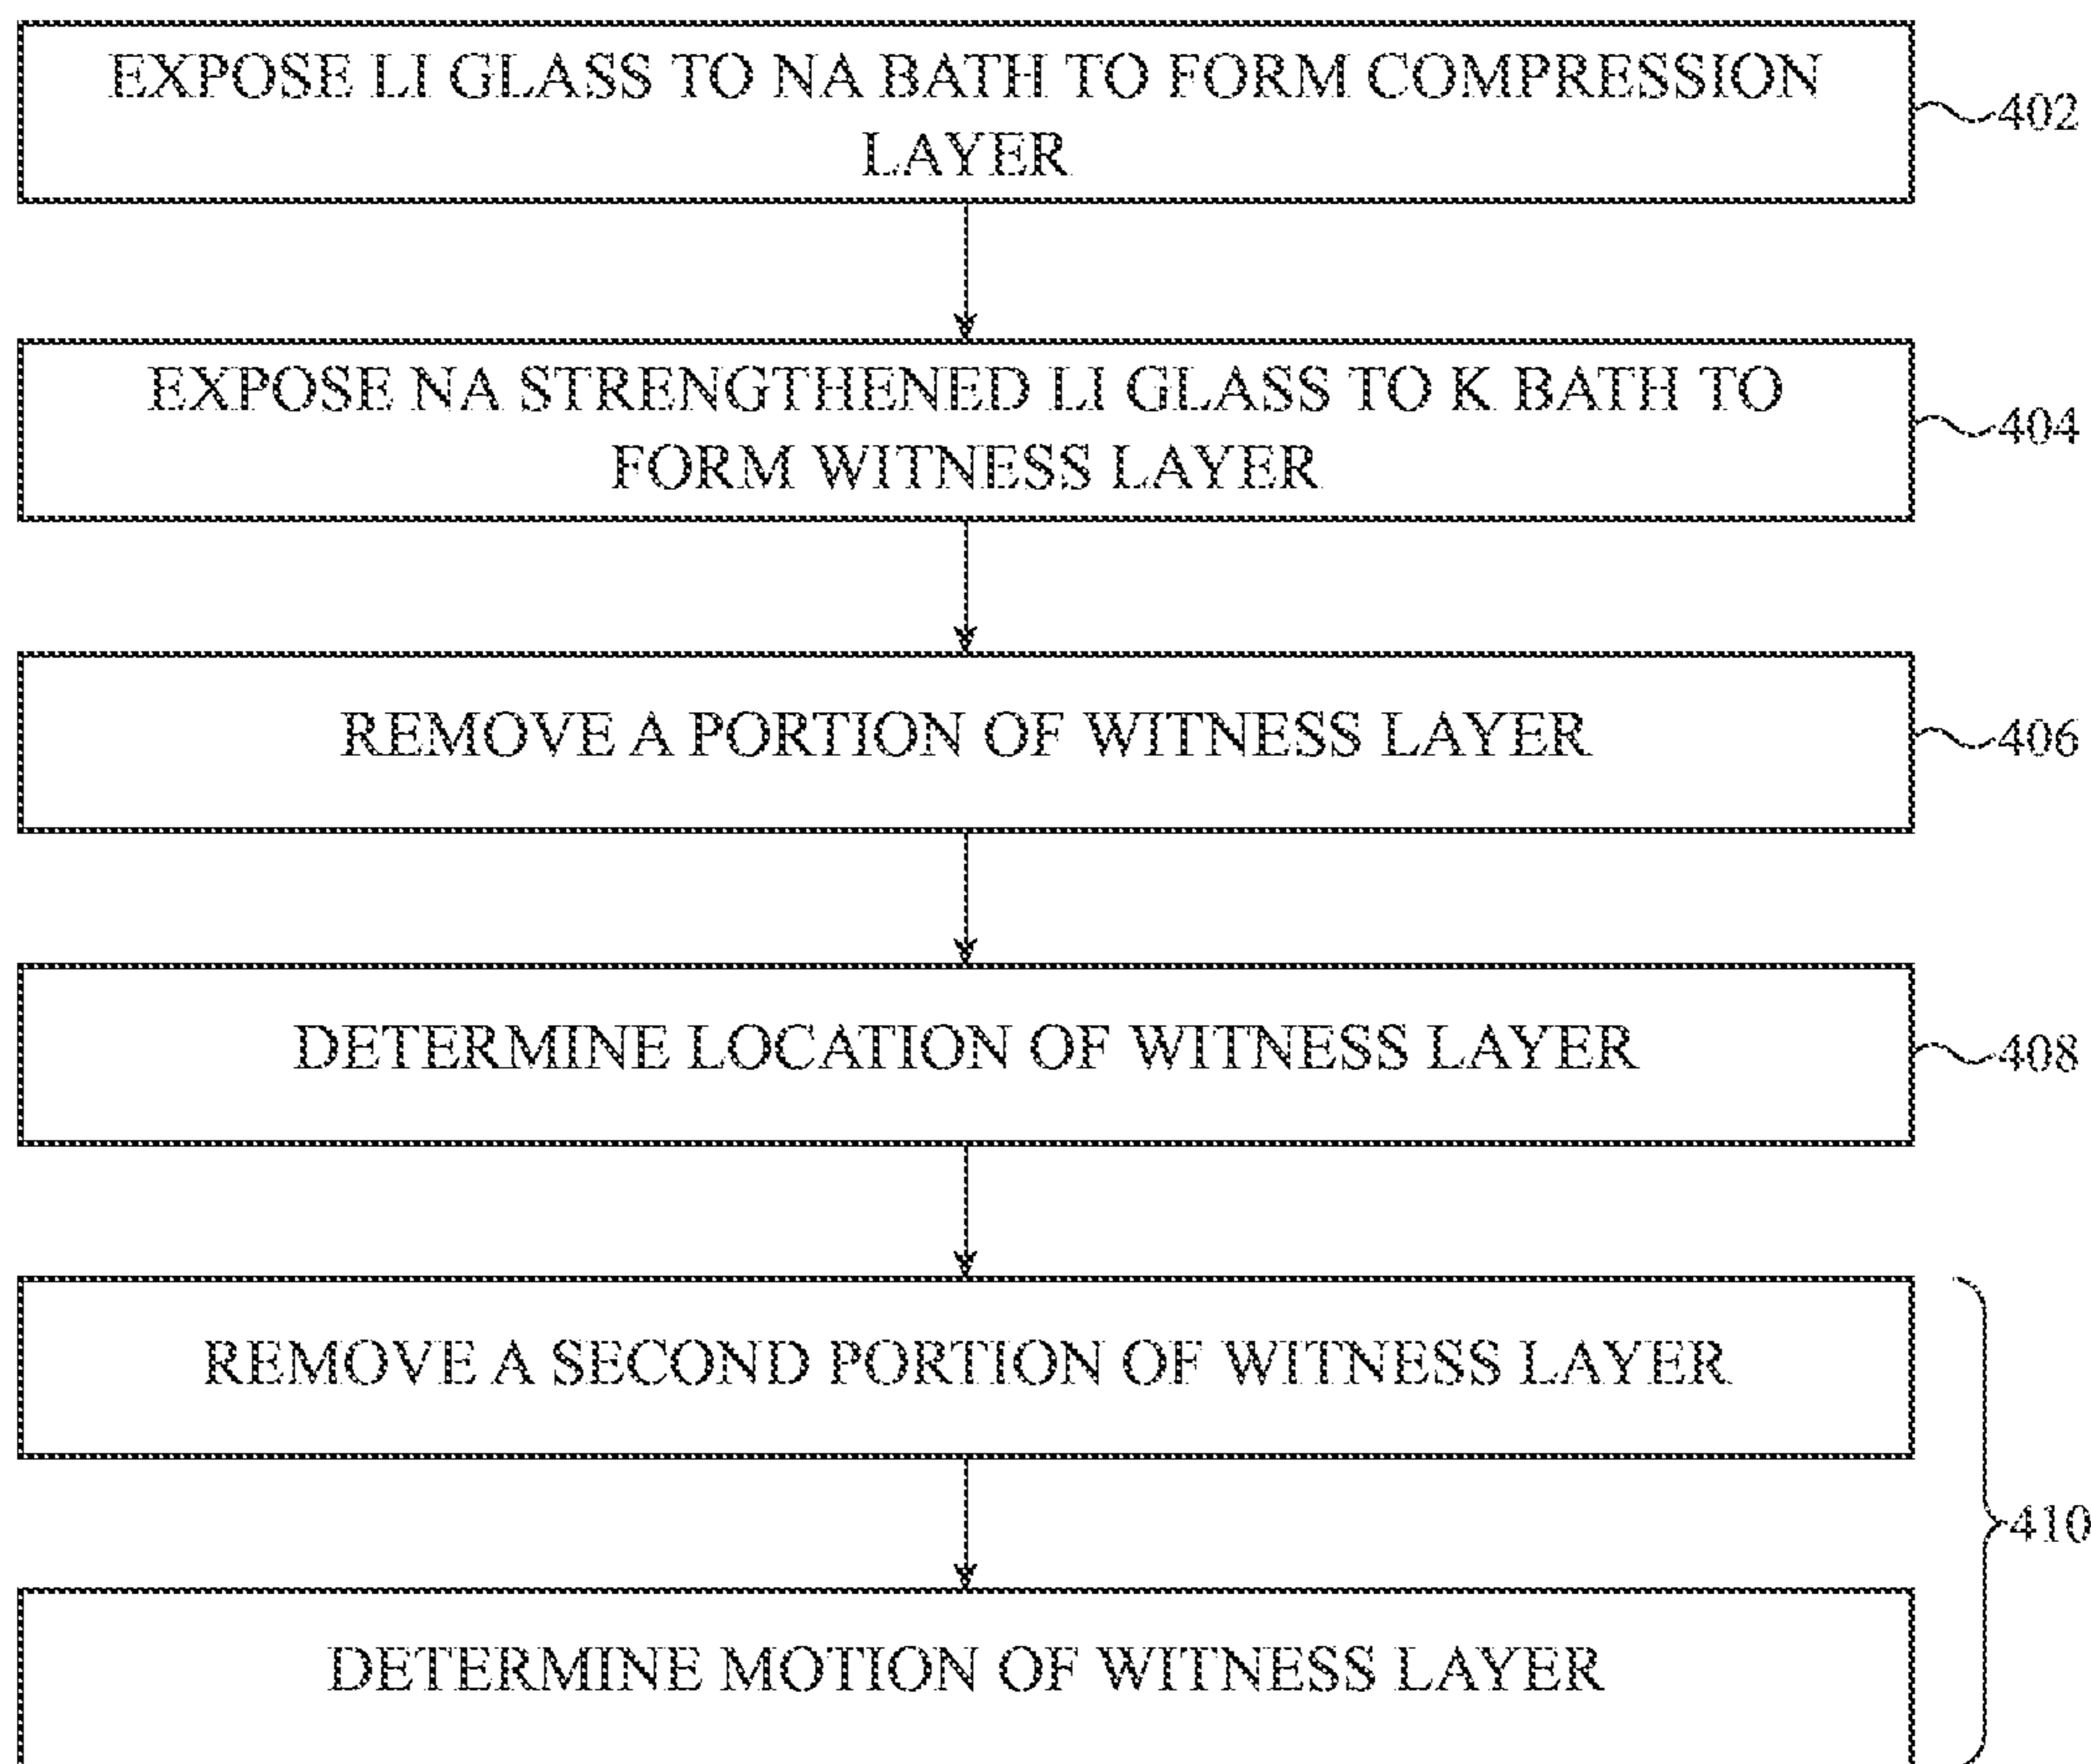 EXPOSE LI GLASS TO NA BATH TO FORM COMPRESSION
LAYER
402
EXPOSE NA STRENGTHENED LI GLASS TO K BATH TO
FORM WITNESS LAYER
404
REMOVE A PORTION OF WITNESS LAYER
406
DETERMINE LOCATION OF WITNESS LAYER
408
REMOVE A SECOND PORTION OF WITNESS LAYER
410
DETERMINE MOTION OF WITNESS LAYER